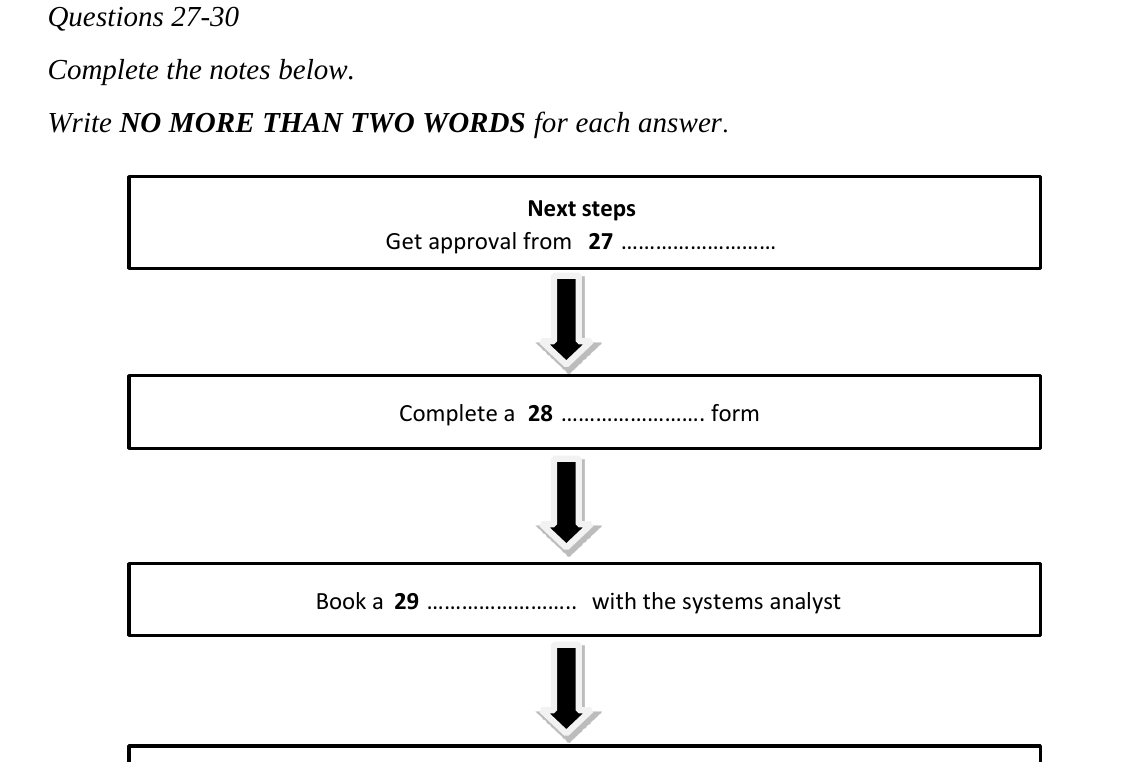 Questions 27-30
Complete the notes below.
Write NO MORE THAN TWO WORDS for each answer.
Next steps
Get approval from 27 ……………………...
Complete a 28 ……………………. form
Book a 29 …………………….. with the systems analyst